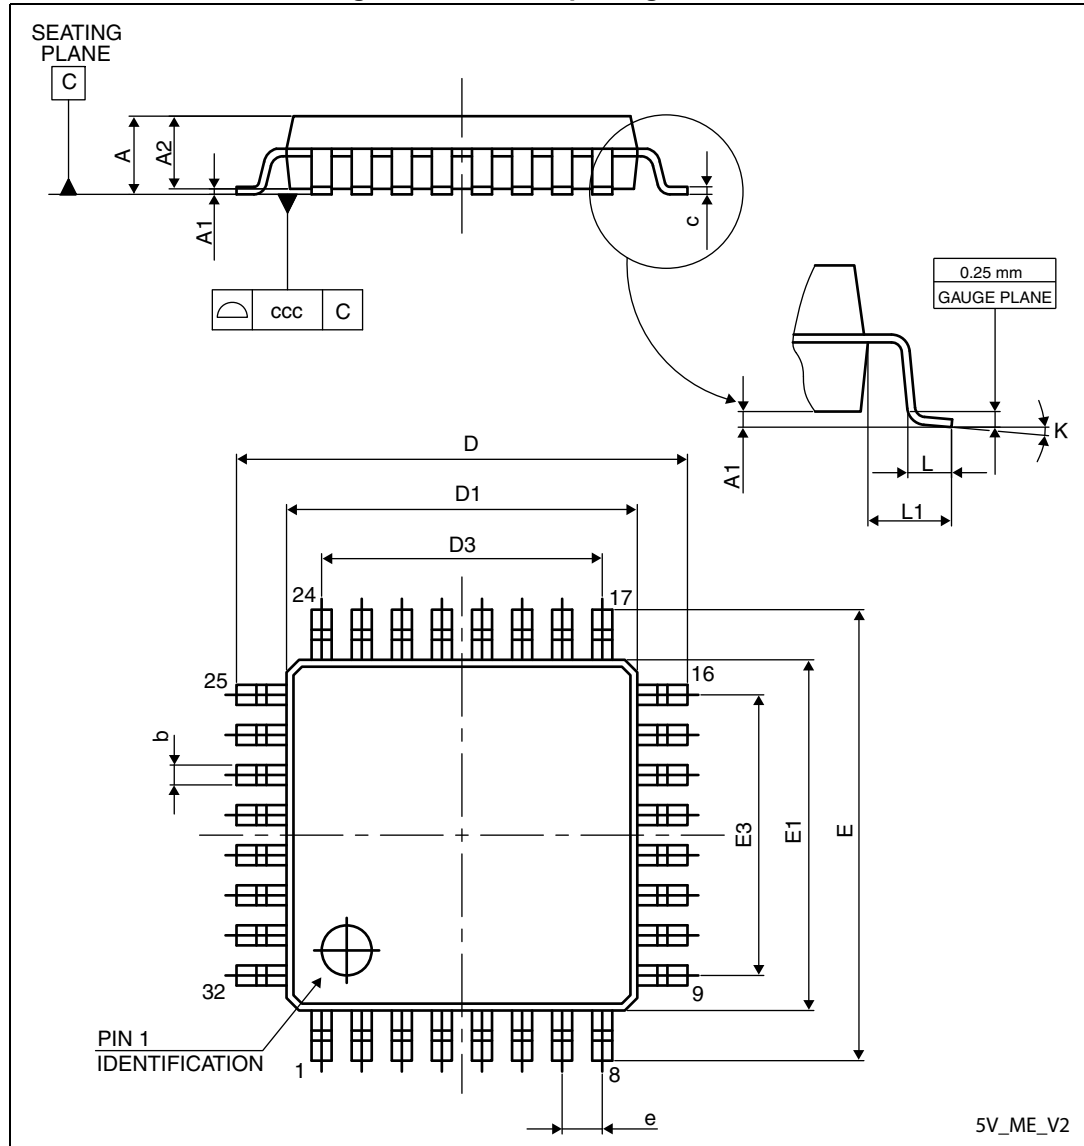 SEATING
PLANE
C
A
A2
A1
c
ccc
C
0.25 mm
GAUGE PLANE
K
A1
L
L1
D
D1
D3
24
17
25
16
b
E3
E1
E
32
9
PIN 1
IDENTIFICATION
1
8
e
5V_ME_V2